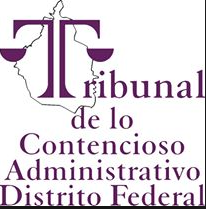 Tribunal
de lo
Contencioso
Administrativo
Distrito Federal